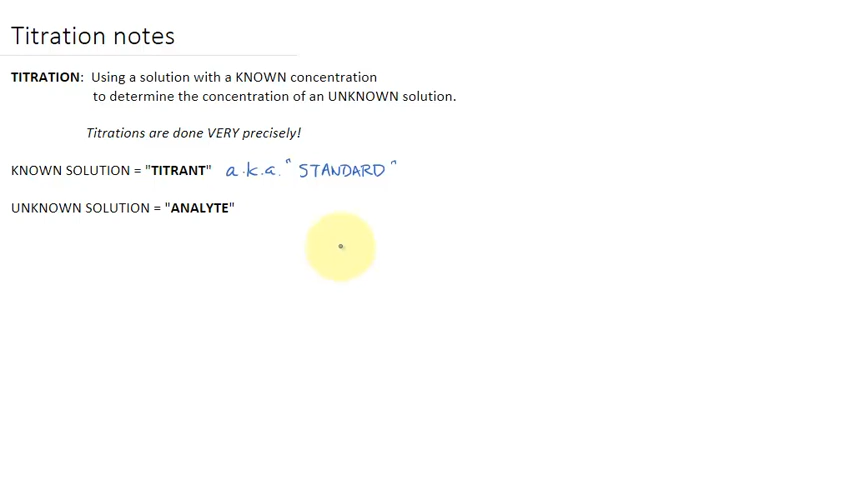 Titration notes
TITRATION: Using a solution with a KNOWN concentration
to determine the concentration of an UNKNOWN solution.
Titrations are done VERY precisely!
KNOWN SOLUTION = "TITRANT" a.k.a. "STANDARD"
UNKNOWN SOLUTION = "ANALYTE"